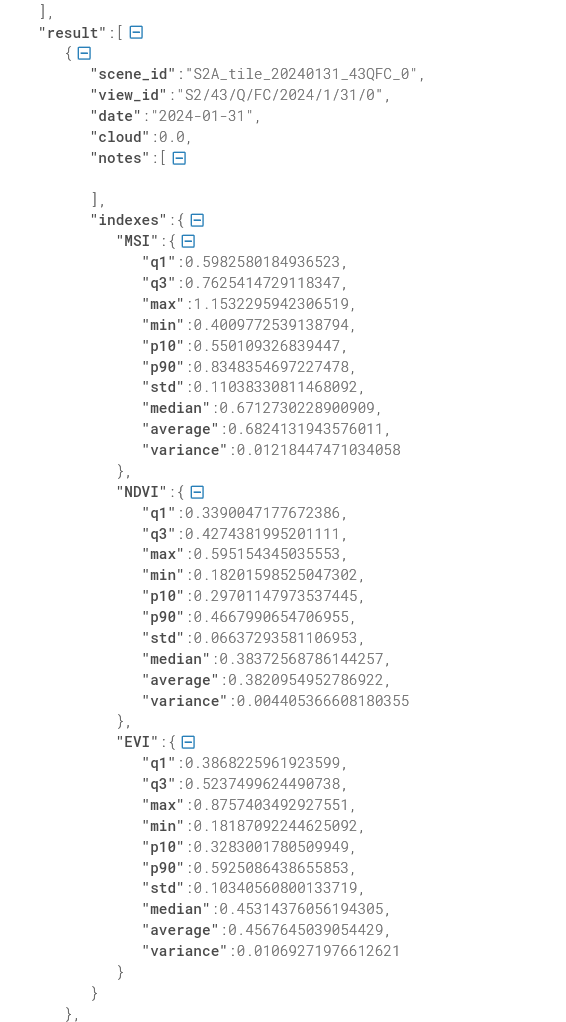 ],
"result":[
{
"scene_id":"S2A_tile_20240131_43QFC_0",
"view_id":"S2/43/Q/FC/2024/1/31/0",
"date":"2024-01-31",
"cloud":0.0,
"notes":[
],
"indexes":{
"MSI":{
"q1":0.5982580184936523,
"q3":0.7625414729118347,
"max":1.1532295942306519,
"min":0.4009772539138794,
"p10":0.550109326839447,
"p90":0.8348354697227478,
"std":0.11038330811468092,
"median":0.6712730228900909,
"average":0.6824131943576011,
"variance":0.01218447471034058
},
"NDVI":{
"q1":0.3390047177672386,
"q3":0.4274381995201111,
"max":0.595154345035553,
"min":0.18201598525047302,
"p10":0.29701147973537445,
"p90":0.4667990654706955,
"std":0.06637293581106953,
"median":0.38372568786144257,
"average":0.3820954952786922,
"variance":0.004405366608180355
},
"EVI":{
"q1":0.3868225961923599,
"q3":0.5237499624490738,
"max":0.8757403492927551,
"min":0.18187092244625092,
"p10":0.3283001780509949,
"p90":0.5925086438655853,
"std":0.10340560800133719,
"median":0.45314376056194305,
"average":0.4567645039054429,
"variance":0.01069271976612621
}
}
},